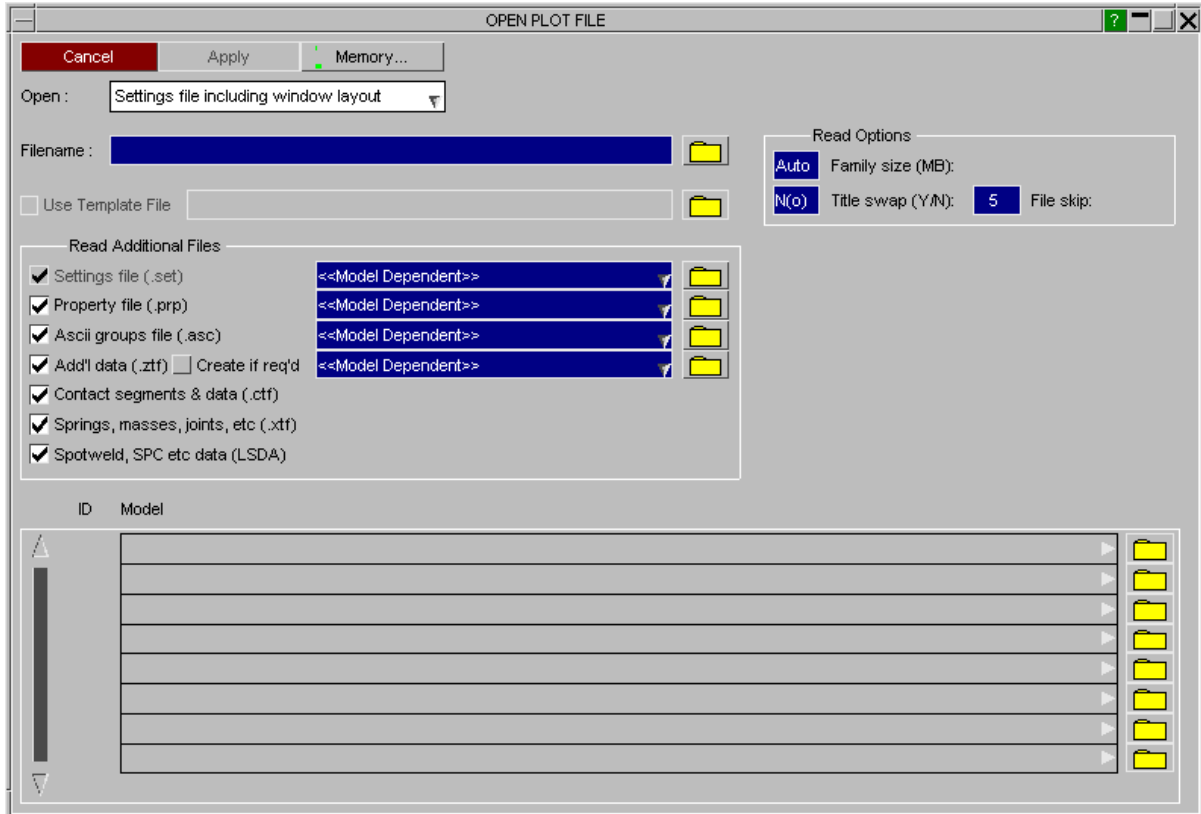 OPEN PLOT FILE
?
Cancel Apply Memory...
Open : Settings file including window layout
Filename :
Read Options
Auto Family size (MB):
Use Template File
N(o) Title swap (Y/N): 5 File skip:
Read Additional Files
Settings file (.set) <<Model Dependent>>
Property file (.prp) <<Model Dependent>>
Ascii groups file (.asc) <<Model Dependent>>
Add'l data (.ztf) Create if req'd <<Model Dependent>>
Contact segments & data (.ctf)
Springs, masses, joints, etc (.xtf)
Spotweld, SPC etc data (LSDA)
ID Model